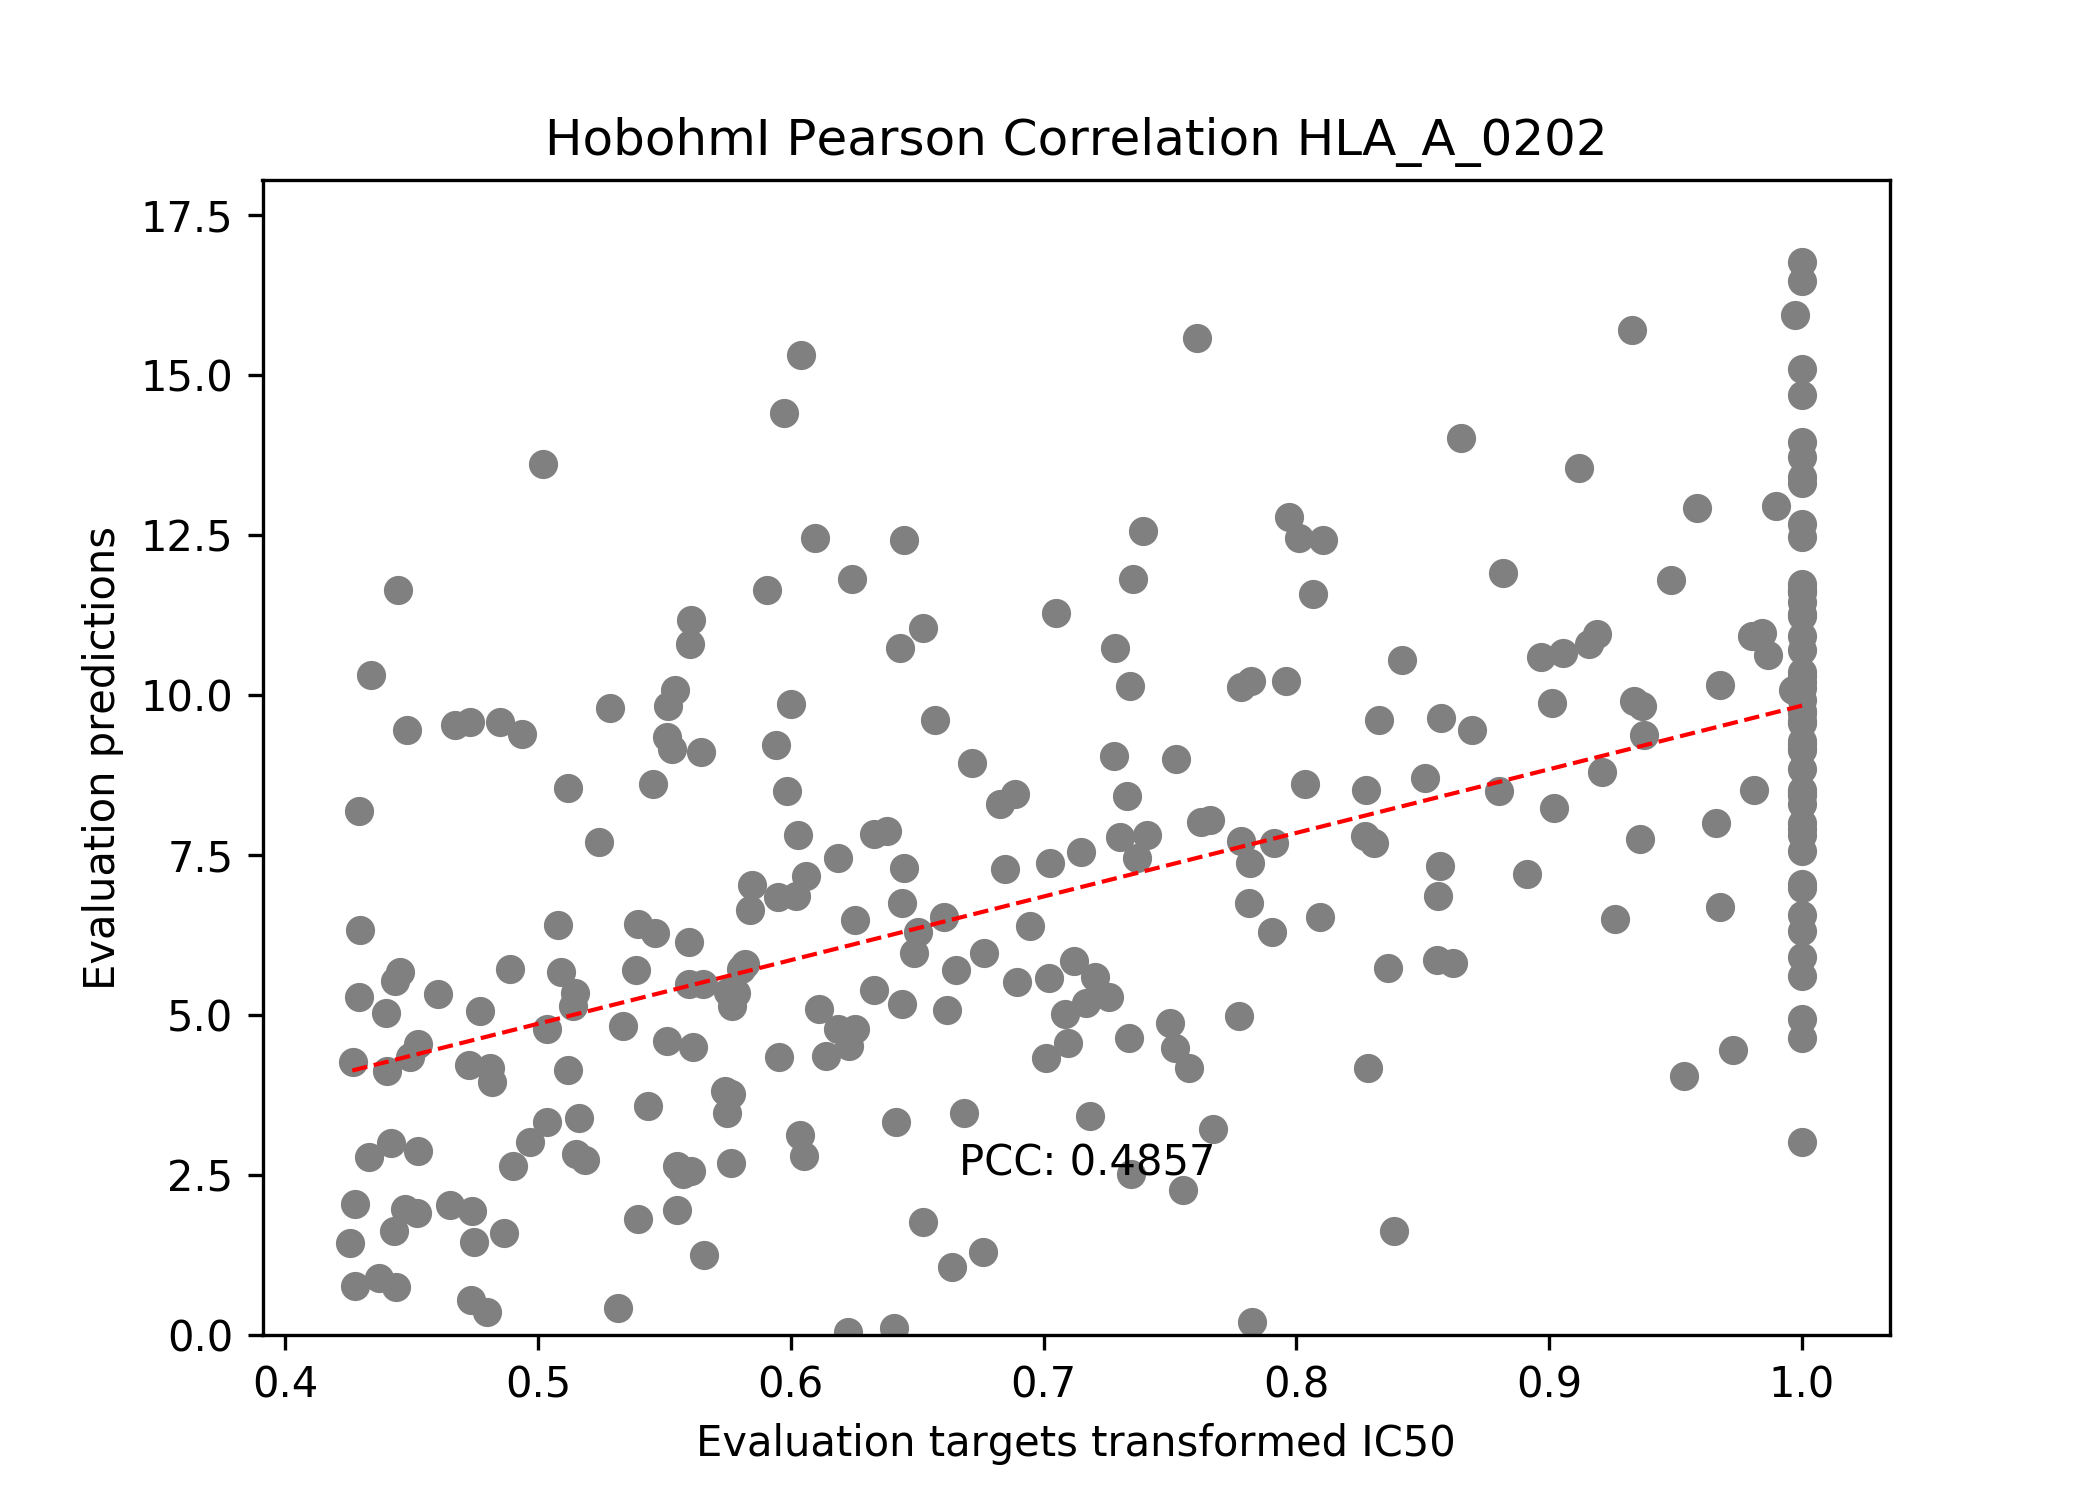 HobohmI Pearson Correlation HLA_A_0202
17.5
15.0
12.5
10.0
7.5
5.0
2.5
0.0
Evaluation predictions
PCC: 0.4857
0.4 0.5 0.6 0.7 0.8 0.9 1.0
Evaluation targets transformed IC50